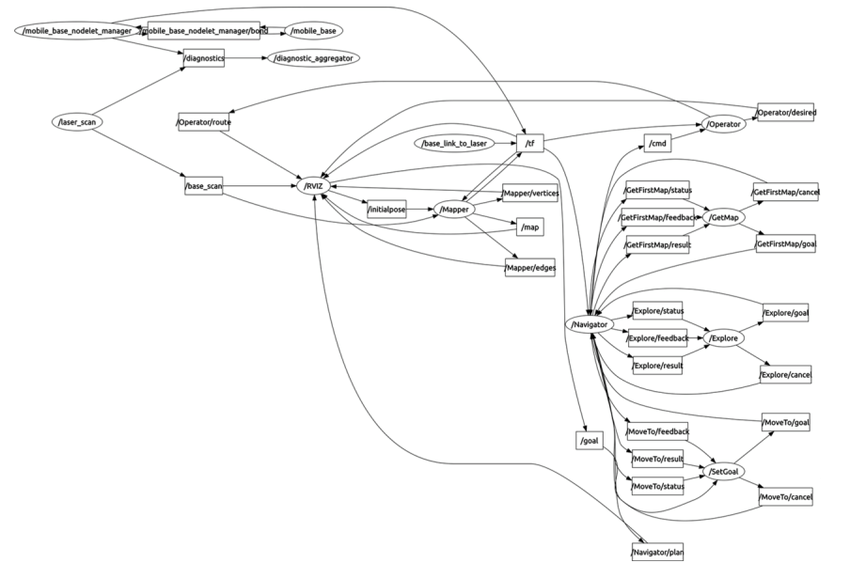 /mobile_base_nodelet_manager
/mobile_base_nodelet_manager/bond
/mobile_base
/diagnostics
/diagnostic_aggregator
/laser_scan
/Operator/route
/base_link_to_laser
/tf
/cmd
/Operator
/Operator/desired
/base_scan
/RVIZ
/initialpose
/Mapper
/Mapper/vertices
/map
/Mapper/edges
/GetFirstMap/status
/GetFirstMap/feedback
/GetFirstMap/result
/GetMap
/GetFirstMap/cancel
/GetFirstMap/goal
/Navigator
/Explore/status
/Explore/feedback
/Explore/result
/Explore
/Explore/goal
/Explore/cancel
/goal
/MoveTo/feedback
/MoveTo/result
/MoveTo/status
/SetGoal
/MoveTo/goal
/MoveTo/cancel
/Navigator/plan